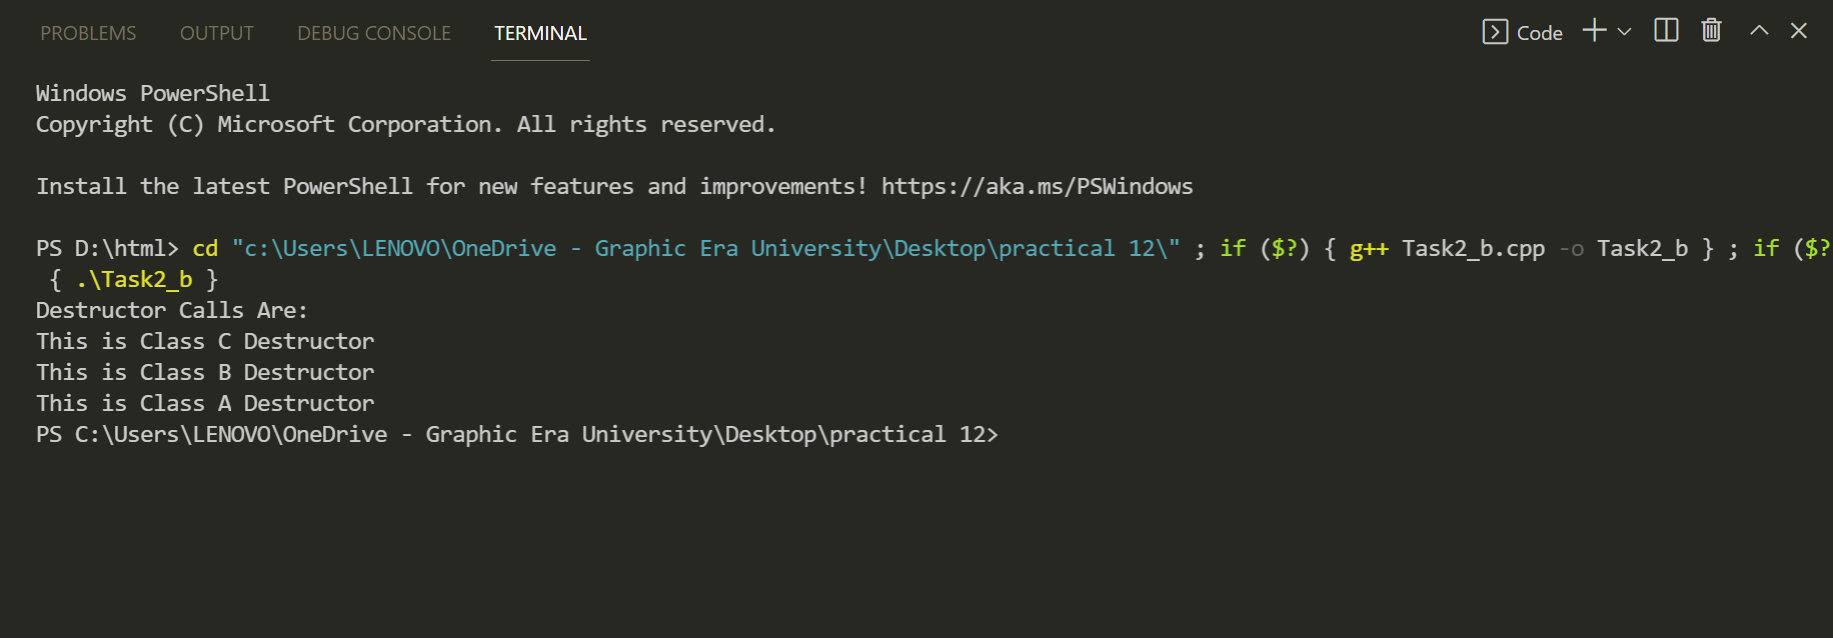 PROBLEMS OUTPUT DEBUG CONSOLE TERMINAL Code
Windows PowerShell
Copyright (C) Microsoft Corporation. All rights reserved.
Install the latest PowerShell for new features and improvements! https://aka.ms/PSWindows
PS D:\html> cd "c:\Users\LENOVO\OneDrive - Graphic Era University\Desktop\practical 12\" ; if ($?) { g++ Task2_b.cpp -o Task2_b } ; if ($?
{ .\Task2_b }
Destructor Calls Are:
This is Class C Destructor
This is Class B Destructor
This is Class A Destructor
PS C:\Users\LENOVO\OneDrive - Graphic Era University\Desktop\practical 12>